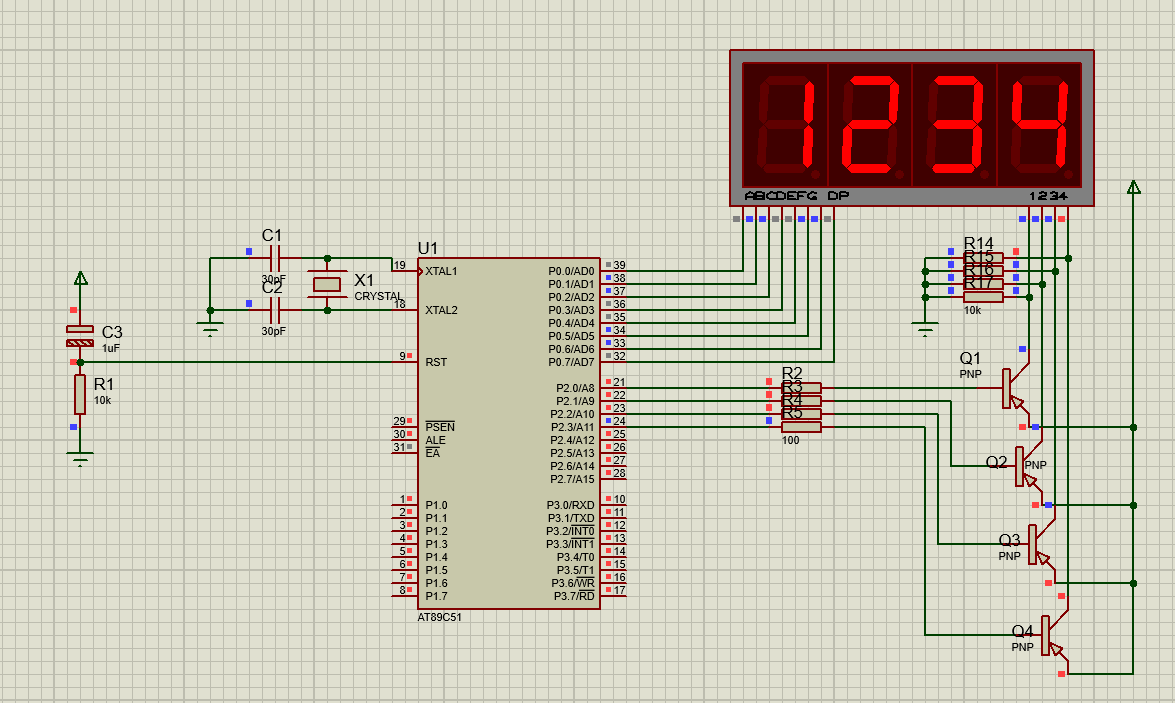 1234
ABCDEFG DP
1234
C1
30pF
C2
30pF
X1
CRYSTAL
C3
1uF
R1
10k
U1
19 XTAL1
18 XTAL2
9 RST
29 PSEN
30 ALE
31 EA
1 P1.0
2 P1.1
3 P1.2
4 P1.3
5 P1.4
6 P1.5
7 P1.6
8 P1.7
P0.0/AD0 39
P0.1/AD1 38
P0.2/AD2 37
P0.3/AD3 36
P0.4/AD4 35
P0.5/AD5 34
P0.6/AD6 33
P0.7/AD7 32
P2.0/A8 21
P2.1/A9 22
P2.2/A10 23
P2.3/A11 24
P2.4/A12 25
P2.5/A13 26
P2.6/A14 27
P2.7/A15 28
P3.0/RXD 10
P3.1/TXD 11
P3.2/INT0 12
P3.3/INT1 13
P3.4/T0 14
P3.5/T1 15
P3.6/WR 16
P3.7/RD 17
AT89C51
R2
R3
R4
R5
100
R14
R15
R16
R17
10k
Q1
PNP
Q2
PNP
Q3
PNP
Q4
PNP